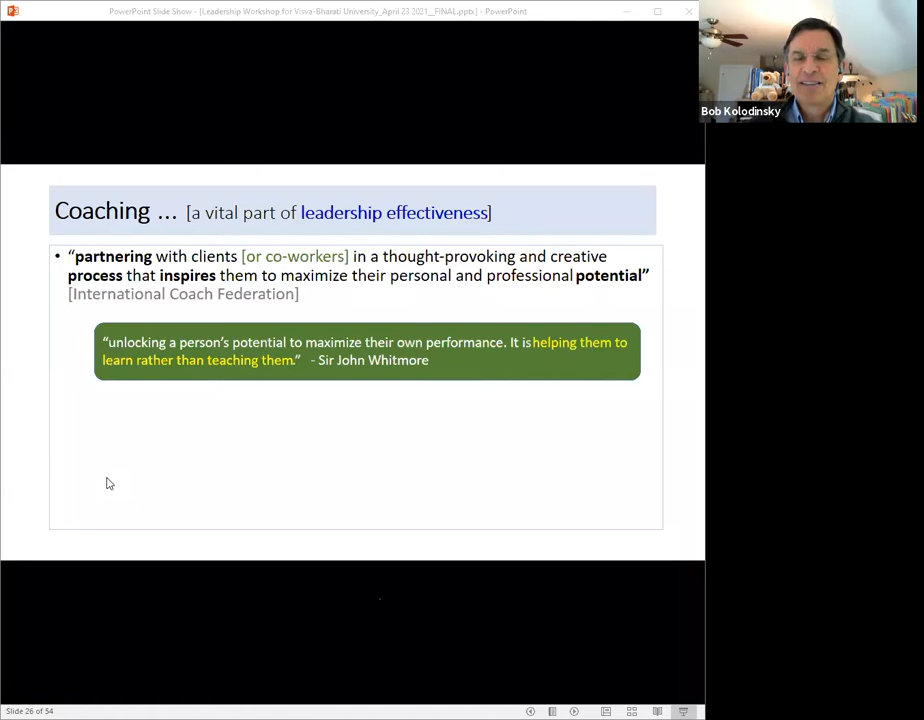 PowerPoint Slide Show - [Leadership Workshop for Visva-Bharati University_April 23 2021__FINAL.pptx] - PowerPoint
Bob Kolodinsky
Coaching ... [a vital part of leadership effectiveness]
• “partnering with clients [or co-workers] in a thought-provoking and creative
process that inspires them to maximize their personal and professional potential”
[International Coach Federation]
“unlocking a person’s potential to maximize their own performance. It is helping them to
learn rather than teaching them.” - Sir John Whitmore
Slide 26 of 54